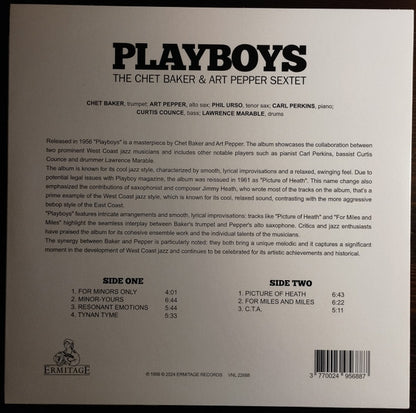 PLAYBOYS
THE CHET BAKER & ART PEPPER SEXTET
CHET BAKER, trumpet; ART PEPPER, alto sax; PHIL URSO, tenor sax; CARL PERKINS, piano;
CURTIS COUNCE, bass; LAWRENCE MARABLE, drums
Released in 1956 "Playboys" is a masterpiece by Chet Baker and Art Pepper. The album showcases the collaboration between
two prominent West Coast jazz musicians and includes other notable players such as pianist Carl Perkins, bassist Curtis
Counce and drummer Lawrence Marable.
The album is known for its cool jazz style, characterized by smooth, lyrical improvisations and a relaxed, swinging feel. Due to
potential legal issues with Playboy magazine, the album was reissued in 1961 as "Picture of Heath". This name change also
emphasized the contributions of saxophonist and composer Jimmy Heath, who wrote most of the tracks on the album, that's a
prime example of the West Coast jazz style, which is known for its cool, relaxed sound, contrasting with the more aggressive
bebop style of the East Coast.
"Playboys" features intricate arrangements and smooth, lyrical improvisations: tracks like "Picture of Heath" and "For Miles and
Miles" highlight the seamless interplay between Baker's trumpet and Pepper's alto saxophone. Critics and jazz enthusiasts
have praised the album for its cohesive ensemble work and the individual talents of the musicians.
The synergy between Baker and Pepper is particularly noted; they both bring a unique melodic and it captures a significant
moment in the development of West Coast jazz and continues to be celebrated for its artistic achievements and historical.
SIDE ONE
1. FOR MINORS ONLY 4:01
2. MINOR-YOURS 6:44
3. RESONANT EMOTIONS 5:44
4. TYNAN TYME 5:33
SIDE TWO
1. PICTURE OF HEATH 6:43
2. FOR MILES AND MILES 6:22
3. C.T.A. 5:11
ERMITAGE
℗ 1956 © 2024 ERMITAGE RECORDS VNL 22698
3 770024 956887